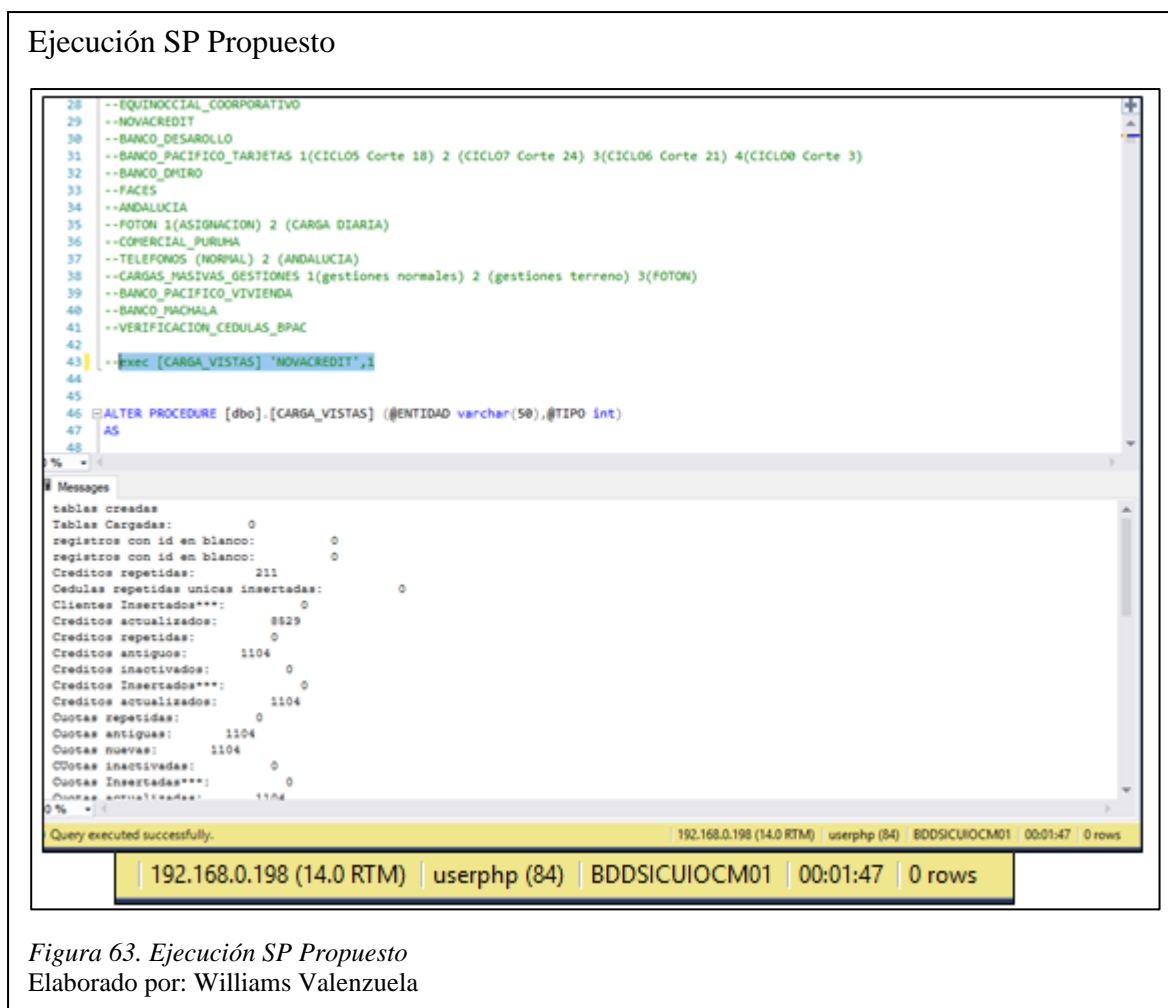 Ejecución SP Propuesto
28 --EQUINOCCIAL_COORPORATIVO
29 --NOVACREDIT
30 --BANCO_DESAROLLO
31 --BANCO_PACIFICO_TARJETAS 1(CICLO5 Corte 18) 2 (CICLO7 Corte 24) 3(CICLO6 Corte 21) 4(CICLO0 Corte 3)
32 --BANCO_DMIRO
33 --FACES
34 --ANDALUCIA
35 --FOTON 1(ASIGNACION) 2 (CARGA DIARIA)
36 --COMERCIAL_PURUHA
37 --TELEFONOS (NORMAL) 2 (ANDALUCIA)
38 --CARGAS_MASIVAS_GESTIONES 1(gestiones normales) 2 (gestiones terreno) 3(FOTON)
39 --BANCO_PACIFICO_VIVIENDA
40 --BANCO_MACHALA
41 --VERIFICACION_CEDULAS_BPAC
42
43 --exec [CARGA_VISTAS] 'NOVACREDIT',1
44
45
46 ALTER PROCEDURE [dbo].[CARGA_VISTAS] (@ENTIDAD varchar(50),@TIPO int)
47 AS
48
0 %
Messages
tablas creadas
Tablas Cargadas: 0
registros con id en blanco: 0
registros con id en blanco: 0
Creditos repetidas: 211
Cedulas repetidas unicas insertadas: 0
Clientes Insertados***: 0
Creditos actualizados: 8529
Creditos repetidas: 0
Creditos antiguos: 1104
Creditos inactivados: 0
Creditos Insertados***: 0
Creditos actualizados: 1104
Cuotas repetidas: 0
Cuotas antiguas: 1104
Cuotas nuevas: 1104
CUotas inactivadas: 0
Cuotas Insertadas***: 0
Cuotas actualizadas: 1104
0 %
Query executed successfully. 192.168.0.198 (14.0 RTM) userphp (84) BDDSICUIOCM01 00:01:47 0 rows
192.168.0.198 (14.0 RTM) userphp (84) BDDSICUIOCM01 00:01:47 0 rows
Figura 63. Ejecución SP Propuesto
Elaborado por: Williams Valenzuela